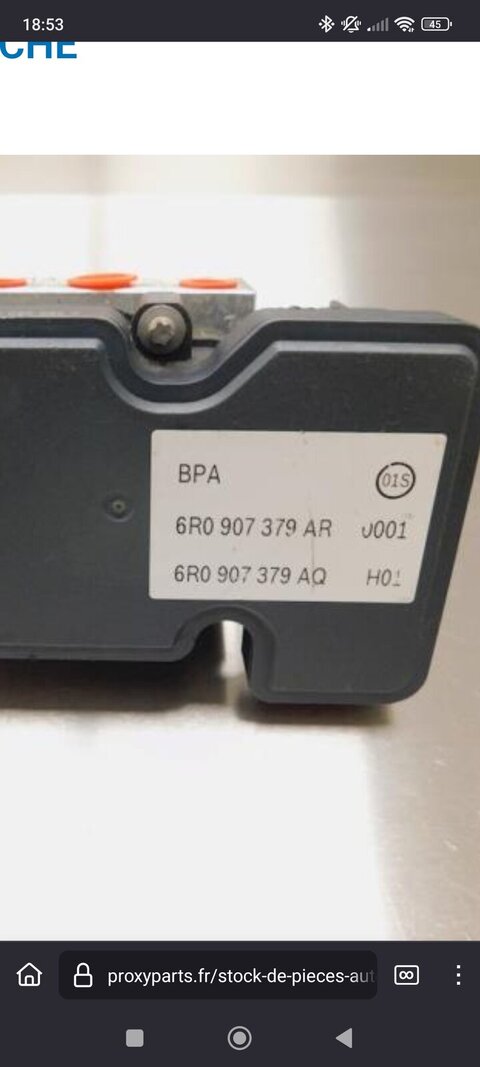 18:53
45
CHE
BPA
01S
6R0 907 379 AR 0001
6R0 907 379 AQ H01
proxyparts.fr/stock-de-pieces-aut